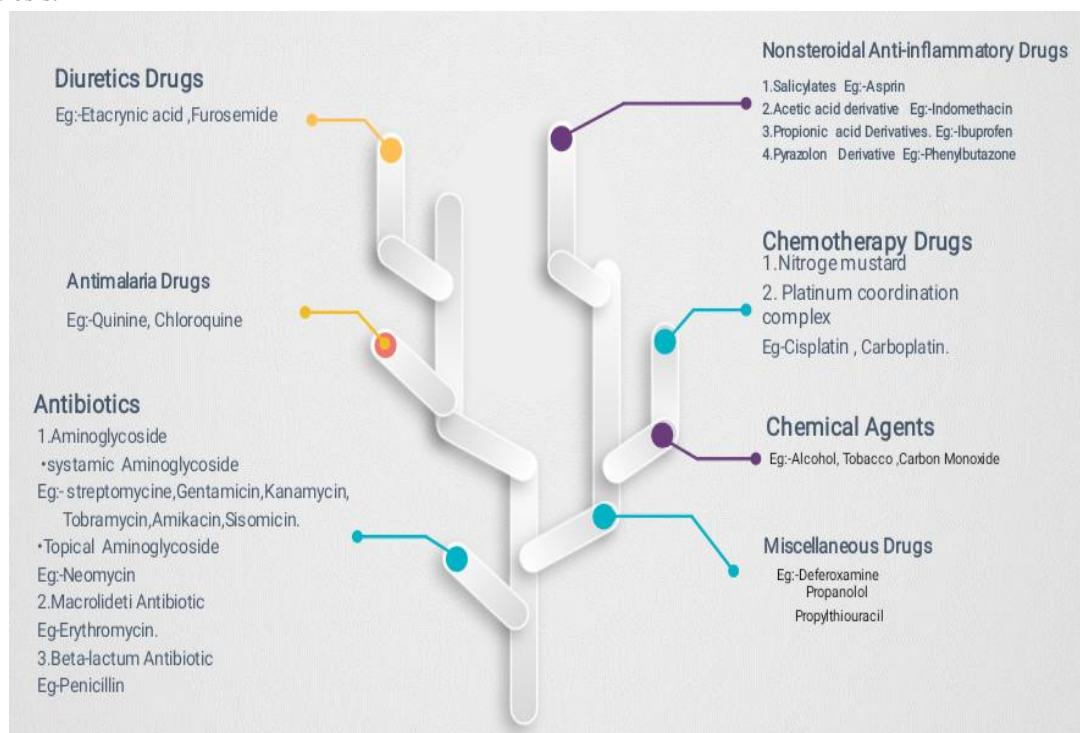 Diuretics Drugs
Eg:-Etacrynic acid ,Furosemide
Antimalaria Drugs
Eg:-Quinine, Chloroquine
Antibiotics
1.Aminoglycoside
•systamic Aminoglycoside
Eg:- streptomycine,Gentamicin,Kanamycin,
Tobramycin,Amikacin,Sisomicin.
•Topical Aminoglycoside
Eg:-Neomycin
2.Macrolideti Antibiotic
Eg-Erythromycin.
3.Beta-lactum Antibiotic
Eg-Penicillin
Nonsteroidal Anti-inflammatory Drugs
1.Salicylates Eg:-Asprin
2.Acetic acid derivative Eg:-Indomethacin
3.Propionic acid Derivatives. Eg:-Ibuprofen
4.Pyrazolon Derivative Eg:-Phenylbutazone
Chemotherapy Drugs
1.Nitroge mustard
2. Platinum coordination
complex
Eg-Cisplatin , Carboplatin.
Chemical Agents
Eg:-Alcohol, Tobacco ,Carbon Monoxide
Miscellaneous Drugs
Eg:-Deferoxamine
Propanolol
Propylthiouracil